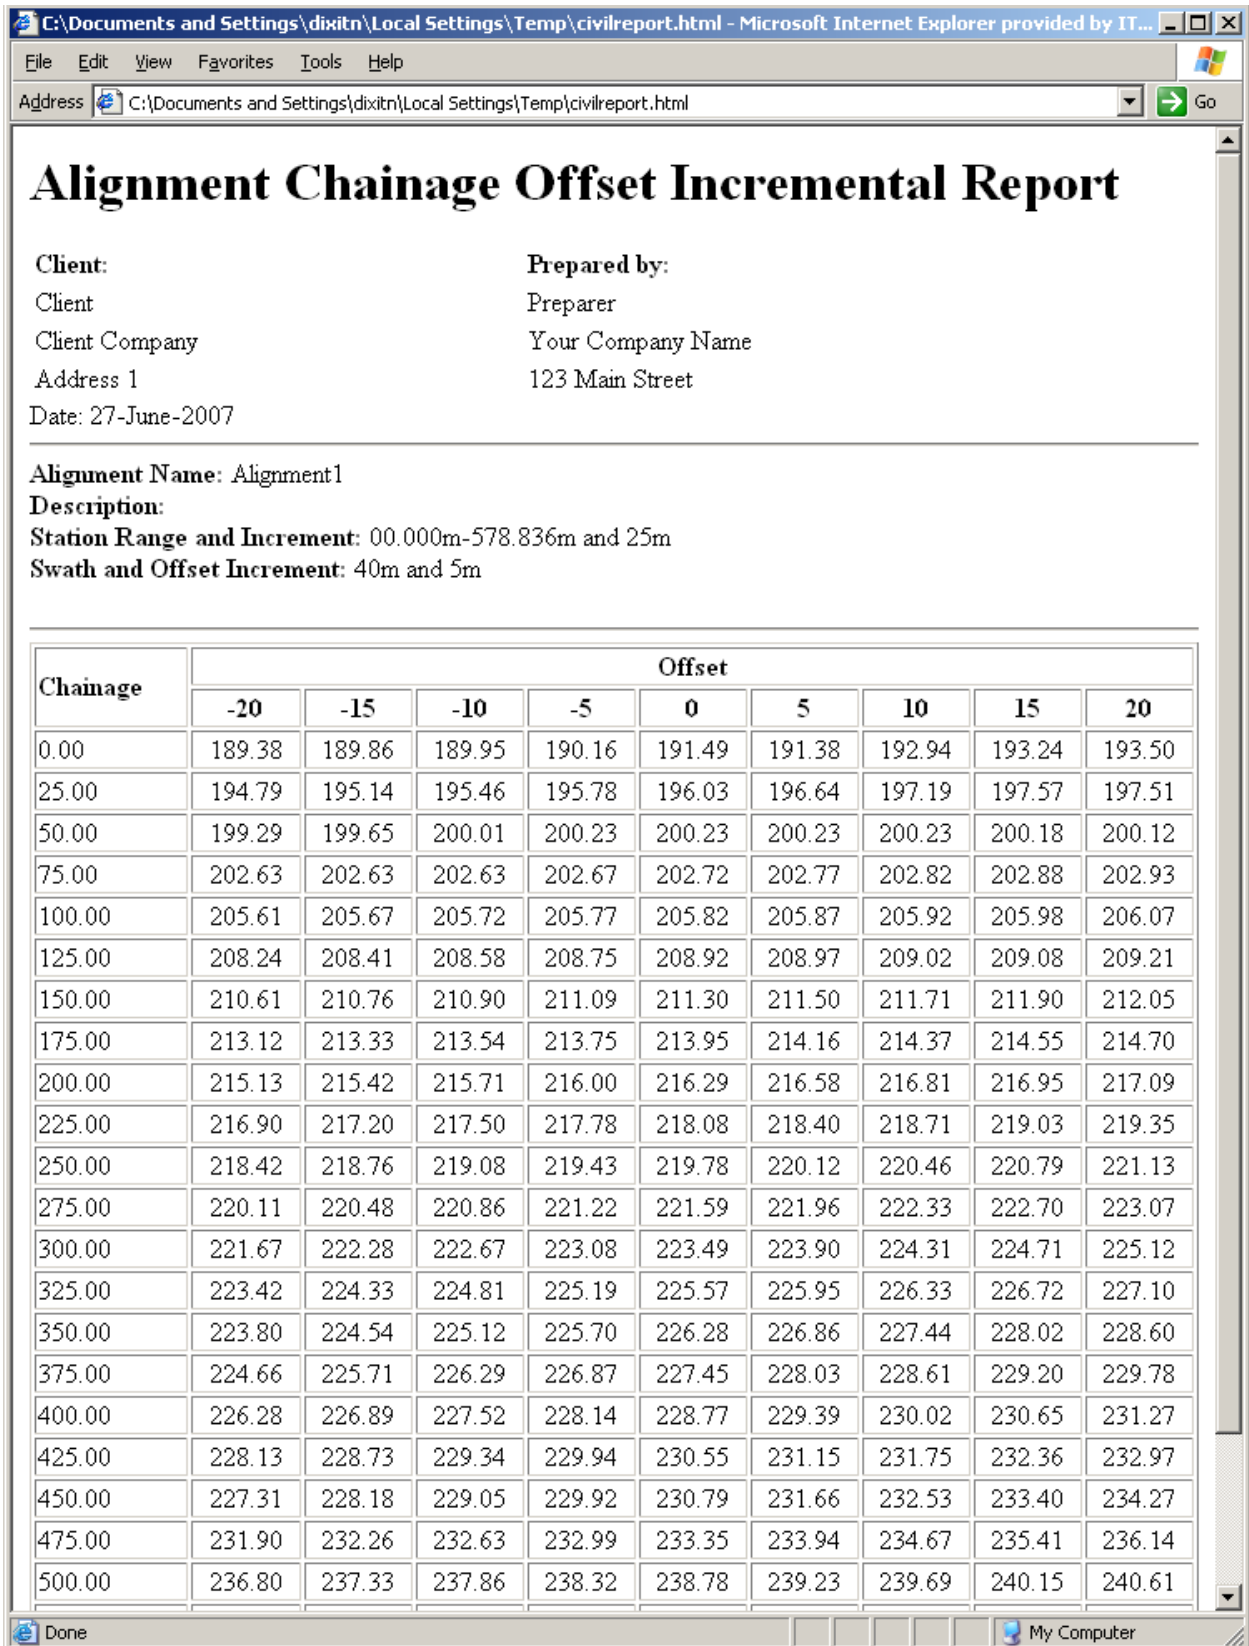 C:\Documents and Settings\dixitn\Local Settings\Temp\civilreport.html - Microsoft Internet Explorer provided by IT...
File Edit View Favorites Tools Help
Address C:\Documents and Settings\dixitn\Local Settings\Temp\civilreport.html Go
Alignment Chainage Offset Incremental Report
Client: Prepared by:
Client Preparer
Client Company Your Company Name
Address 1 123 Main Street
Date: 27-June-2007
Alignment Name: Alignment1
Description:
Station Range and Increment: 00.000m-578.836m and 25m
Swath and Offset Increment: 40m and 5m
Chainage Offset
-20 -15 -10 -5 0 5 10 15 20
0.00 189.38 189.86 189.95 190.16 191.49 191.38 192.94 193.24 193.50
25.00 194.79 195.14 195.46 195.78 196.03 196.64 197.19 197.57 197.51
50.00 199.29 199.65 200.01 200.23 200.23 200.23 200.23 200.18 200.12
75.00 202.63 202.63 202.63 202.67 202.72 202.77 202.82 202.88 202.93
100.00 205.61 205.67 205.72 205.77 205.82 205.87 205.92 205.98 206.07
125.00 208.24 208.41 208.58 208.75 208.92 208.97 209.02 209.08 209.21
150.00 210.61 210.76 210.90 211.09 211.30 211.50 211.71 211.90 212.05
175.00 213.12 213.33 213.54 213.75 213.95 214.16 214.37 214.55 214.70
200.00 215.13 215.42 215.71 216.00 216.29 216.58 216.81 216.95 217.09
225.00 216.90 217.20 217.50 217.78 218.08 218.40 218.71 219.03 219.35
250.00 218.42 218.76 219.08 219.43 219.78 220.12 220.46 220.79 221.13
275.00 220.11 220.48 220.86 221.22 221.59 221.96 222.33 222.70 223.07
300.00 221.67 222.28 222.67 223.08 223.49 223.90 224.31 224.71 225.12
325.00 223.42 224.33 224.81 225.19 225.57 225.95 226.33 226.72 227.10
350.00 223.80 224.54 225.12 225.70 226.28 226.86 227.44 228.02 228.60
375.00 224.66 225.71 226.29 226.87 227.45 228.03 228.61 229.20 229.78
400.00 226.28 226.89 227.52 228.14 228.77 229.39 230.02 230.65 231.27
425.00 228.13 228.73 229.34 229.94 230.55 231.15 231.75 232.36 232.97
450.00 227.31 228.18 229.05 229.92 230.79 231.66 232.53 233.40 234.27
475.00 231.90 232.26 232.63 232.99 233.35 233.94 234.67 235.41 236.14
500.00 236.80 237.33 237.86 238.32 238.78 239.23 239.69 240.15 240.61
Done My Computer